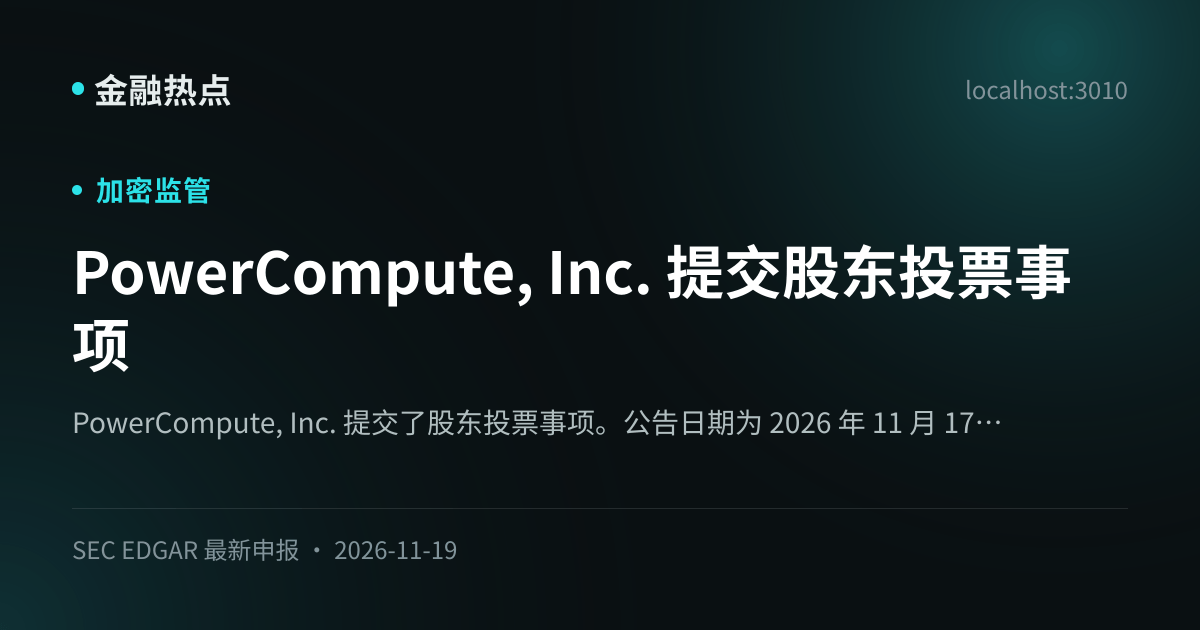 金融热点
localhost:3010
加密监管
PowerCompute, Inc. 提交股东投票事
项
PowerCompute, Inc. 提交了股东投票事项。公告日期为 2026 年 11 月 17…
SEC EDGAR 最新申报 · 2026-11-19